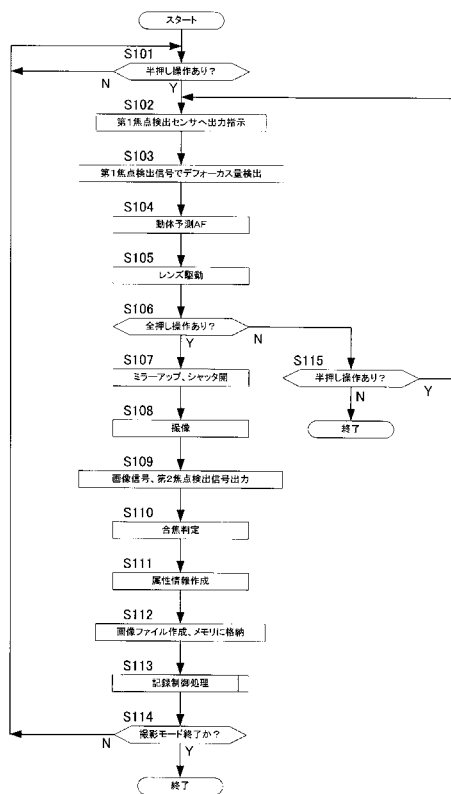 スタート
S101
半押し操作あり？
N
Y
S102
第1焦点検出センサへ出力指示
S103
第1焦点検出信号でデフォーカス量検出
S104
動体予測AF
S105
レンズ駆動
S106
全押し操作あり？
N
Y
S107
ミラーアップ、シャッタ開
S115
半押し操作あり？
Y
N
終了
S108
撮像
S109
画像信号、第2焦点検出信号出力
S110
合焦判定
S111
属性情報作成
S112
画像ファイル作成、メモリに格納
S113
記録制御処理
S114
撮影モード終了か？
N
Y
終了